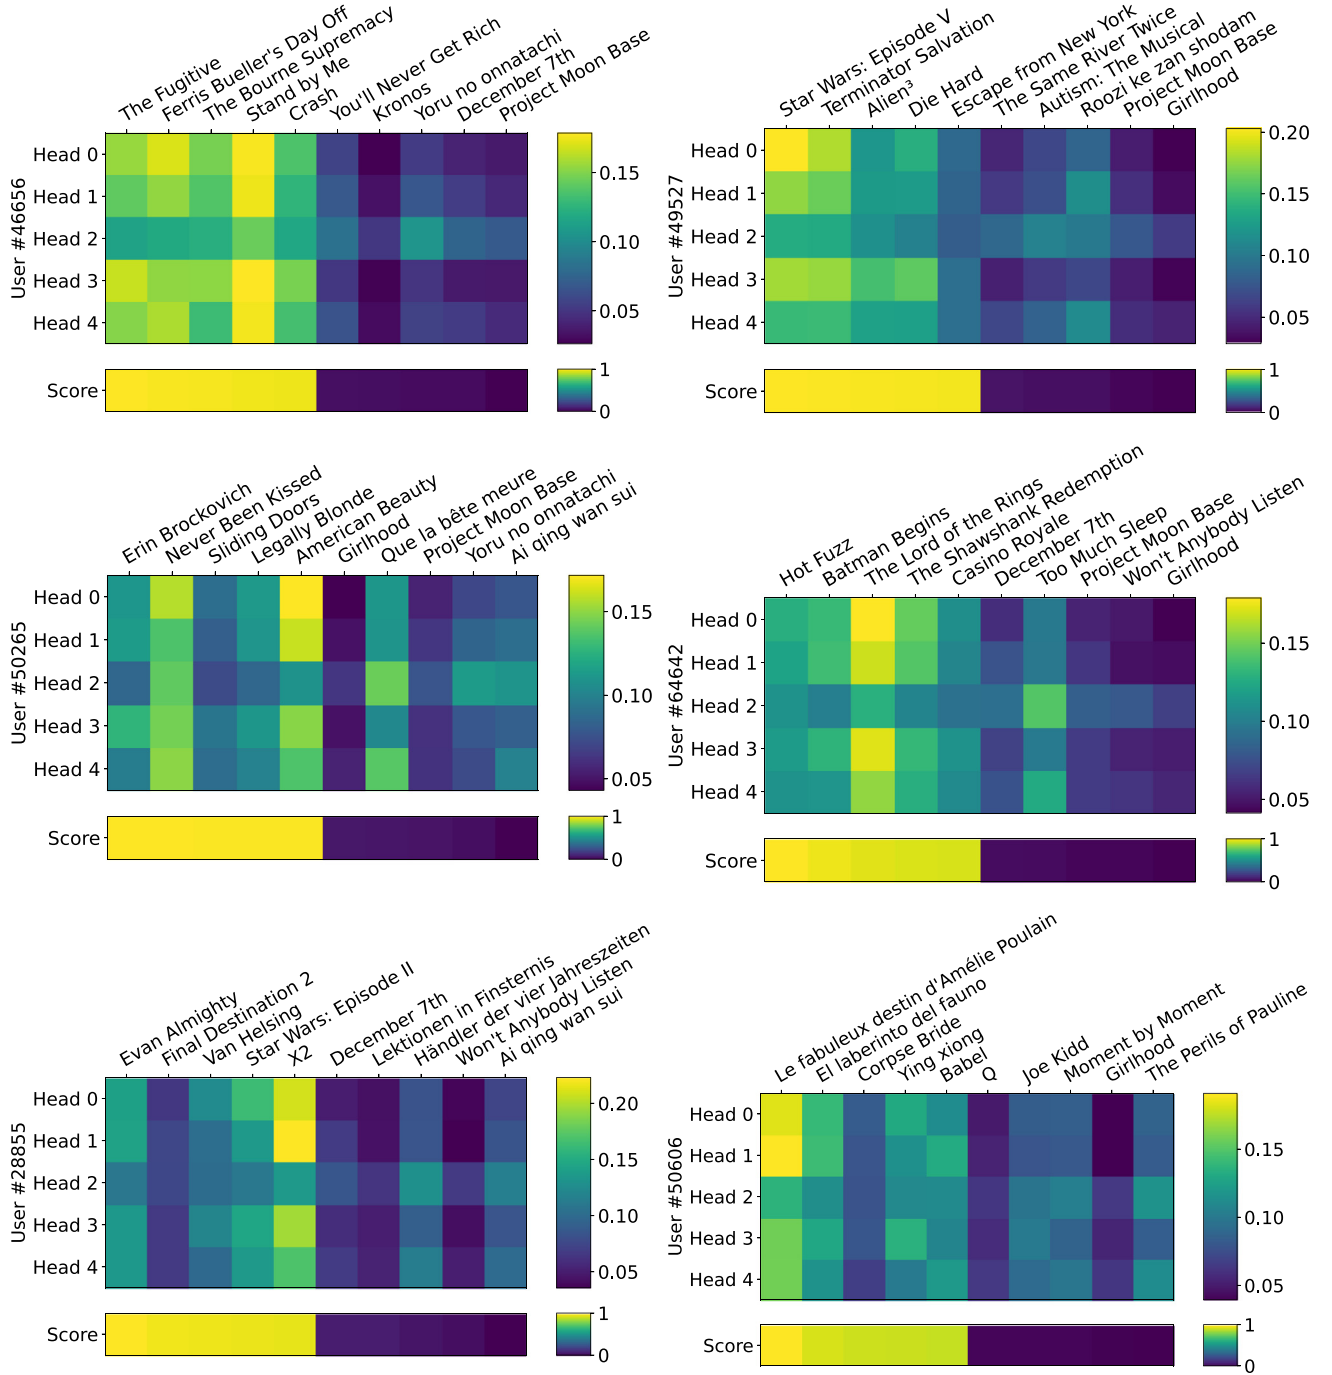 The Fugitive
Ferris Bueller's Day Off
The Bourne Supremacy
Stand by Me
Crash
You'll Never Get Rich
Kronos
Yoru no onnatachi
December 7th
Project Moon Base
User #46656
Head 0
Head 1
Head 2
Head 3
Head 4
0.15
0.10
0.05
Score
1
0
Star Wars: Episode V
Terminator Salvation
Alien³
Die Hard
Escape from New York
The Same River Twice
Autism: The Musical
Roozi ke zan shodam
Project Moon Base
Girlhood
User #49527
Head 0
Head 1
Head 2
Head 3
Head 4
0.20
0.15
0.10
0.05
Score
1
0
Erin Brockovich
Never Been Kissed
Sliding Doors
Legally Blonde
American Beauty
Girlhood
Que la bête meure
Project Moon Base
Yoru no onnatachi
Ai qing wan sui
User #50265
Head 0
Head 1
Head 2
Head 3
Head 4
0.15
0.10
0.05
Score
1
0
Hot Fuzz
Batman Begins
The Lord of the Rings
The Shawshank Redemption
Casino Royale
December 7th
Too Much Sleep
Project Moon Base
Won't Anybody Listen
Girlhood
User #64642
Head 0
Head 1
Head 2
Head 3
Head 4
0.15
0.10
0.05
Score
1
0
Evan Almighty
Final Destination 2
Van Helsing
Star Wars: Episode II
X2
December 7th
Lektionen in Finsternis
Händler der vier Jahreszeiten
Won't Anybody Listen
Ai qing wan sui
User #28855
Head 0
Head 1
Head 2
Head 3
Head 4
0.20
0.15
0.10
0.05
Score
1
0
Le fabuleux destin d'Amélie Poulain
El laberinto del fauno
Corpse Bride
Ying xiong
Babel
Q
Joe Kidd
Moment by Moment
Girlhood
The Perils of Pauline
User #50606
Head 0
Head 1
Head 2
Head 3
Head 4
0.15
0.10
0.05
Score
1
0